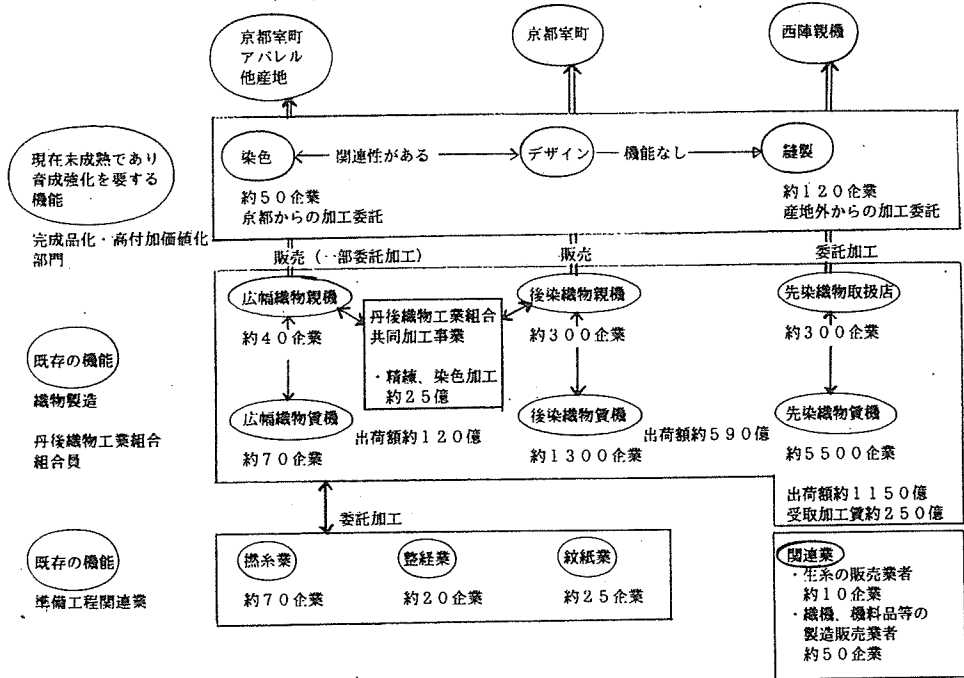 京都室町
アパレル
他産地
京都室町
西陣親機
現在未成熟であり
育成強化を要する
機能
完成品化・高付加価値化
部門
染色
関連性がある
デザイン
機能なし
縫製
約50企業
京都からの加工委託
約120企業
産地外からの加工委託
販売(一部委託加工)
販売
委託加工
既存の機能
織物製造
丹後織物工業組合
組合員
広幅織物親機
約40企業
丹後織物工業組合
共同加工事業
・精練、染色加工
約25億
後染織物親機
約300企業
先染織物取扱店
約300企業
広幅織物賃機
約70企業
出荷額約120億
後染織物賃機
約1300企業
出荷額約590億
先染織物賃機
約5500企業
出荷額約1150億
受取加工賃約250億
委託加工
既存の機能
準備工程関連業
撚糸業
約70企業
整経業
約20企業
紋紙業
約25企業
関連業
・生糸の販売業者
約10企業
・織機、機料品等の
製造販売業者
約50企業